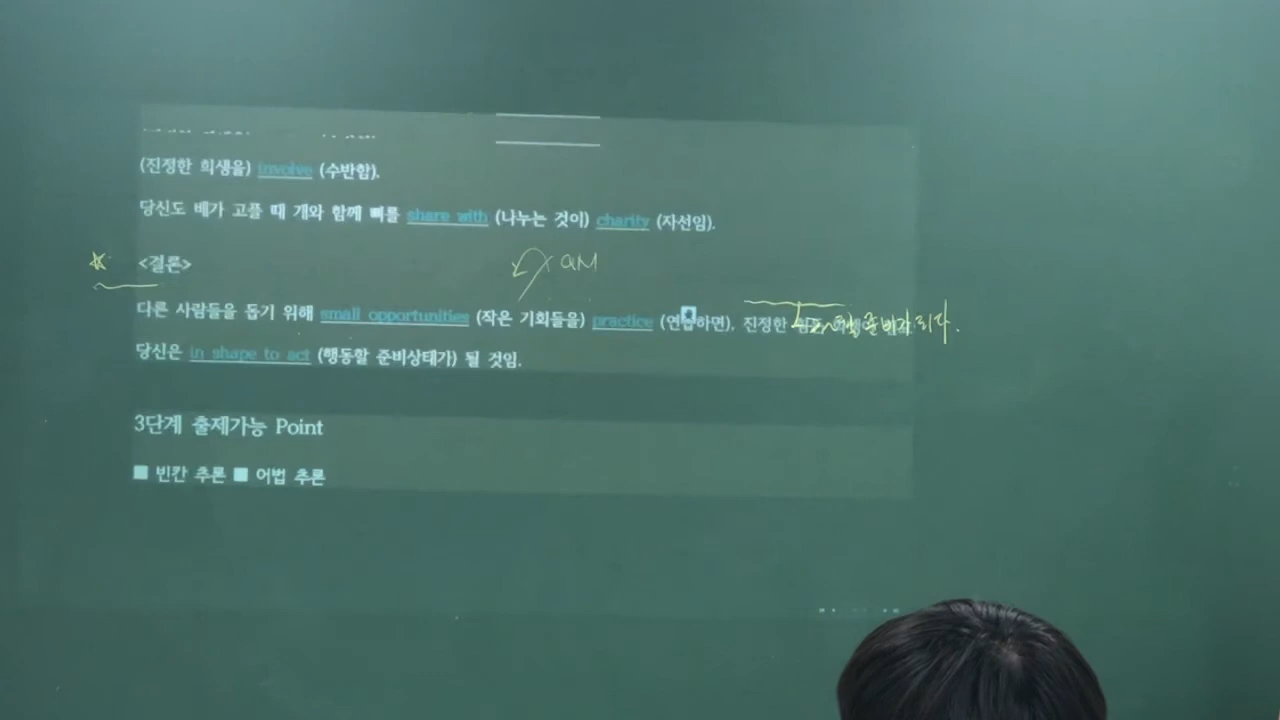 (진정한 희생을) involve (수반함).
당신도 배가 고플 때 개와 함께 뼈를 share with (나누는 것이) charity (자선임).
<결론>
다른 사람들을 돕기 위해 small opportunities (작은 기회들을) practice (연습하면), 진정한
당신은 in shape to act (행동할 준비상태가) 될 것임.
3단계 출제가능 Point
■ 빈칸 추론 ■ 어법 추론